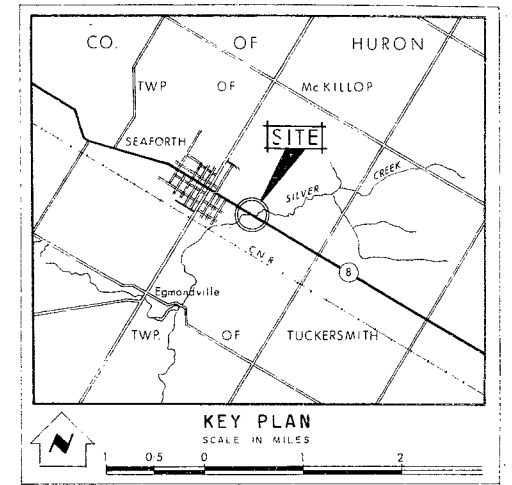 CO. OF HURON
TWP OF McKILLOP
SEAFORTH
SITE
SILVER CREEK
C.N.R.
8
Egmondville
TWP. OF TUCKERSMITH
KEY PLAN
SCALE IN MILES
N
1 0·5 0 1 2